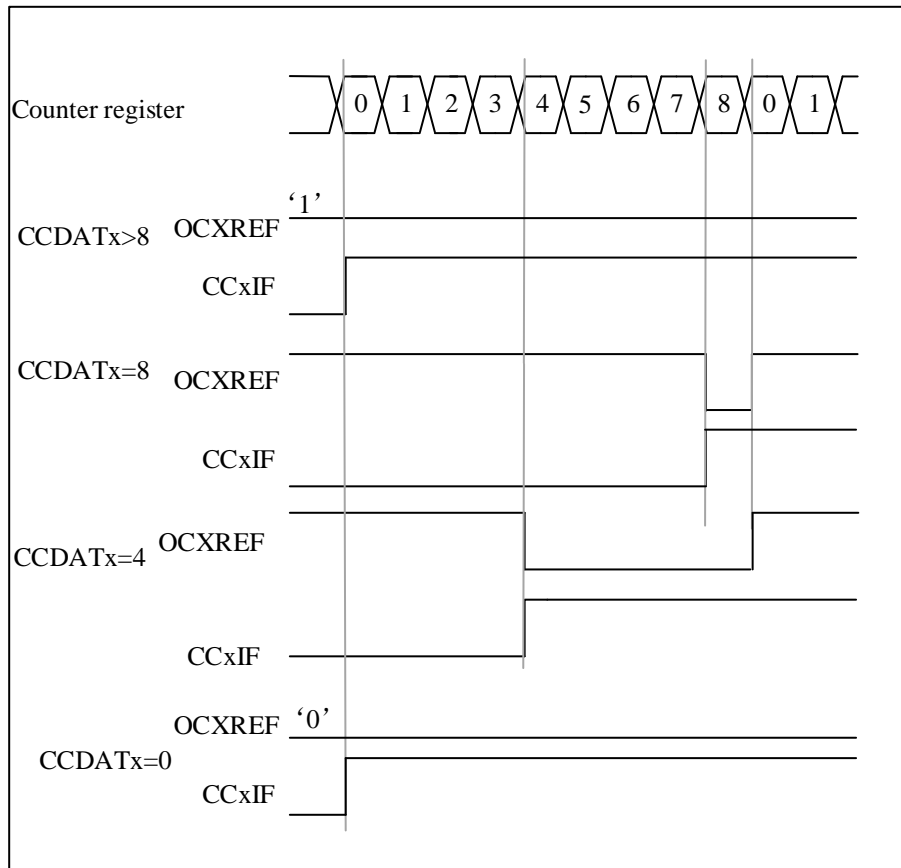 Counter register
0 1 2 3 4 5 6 7 8 0 1
‘1’
CCDATx>8 OCXREF
CCxIF
CCDATx=8 OCXREF
CCxIF
CCDATx=4 OCXREF
CCxIF
OCXREF ‘0’
CCDATx=0
CCxIF